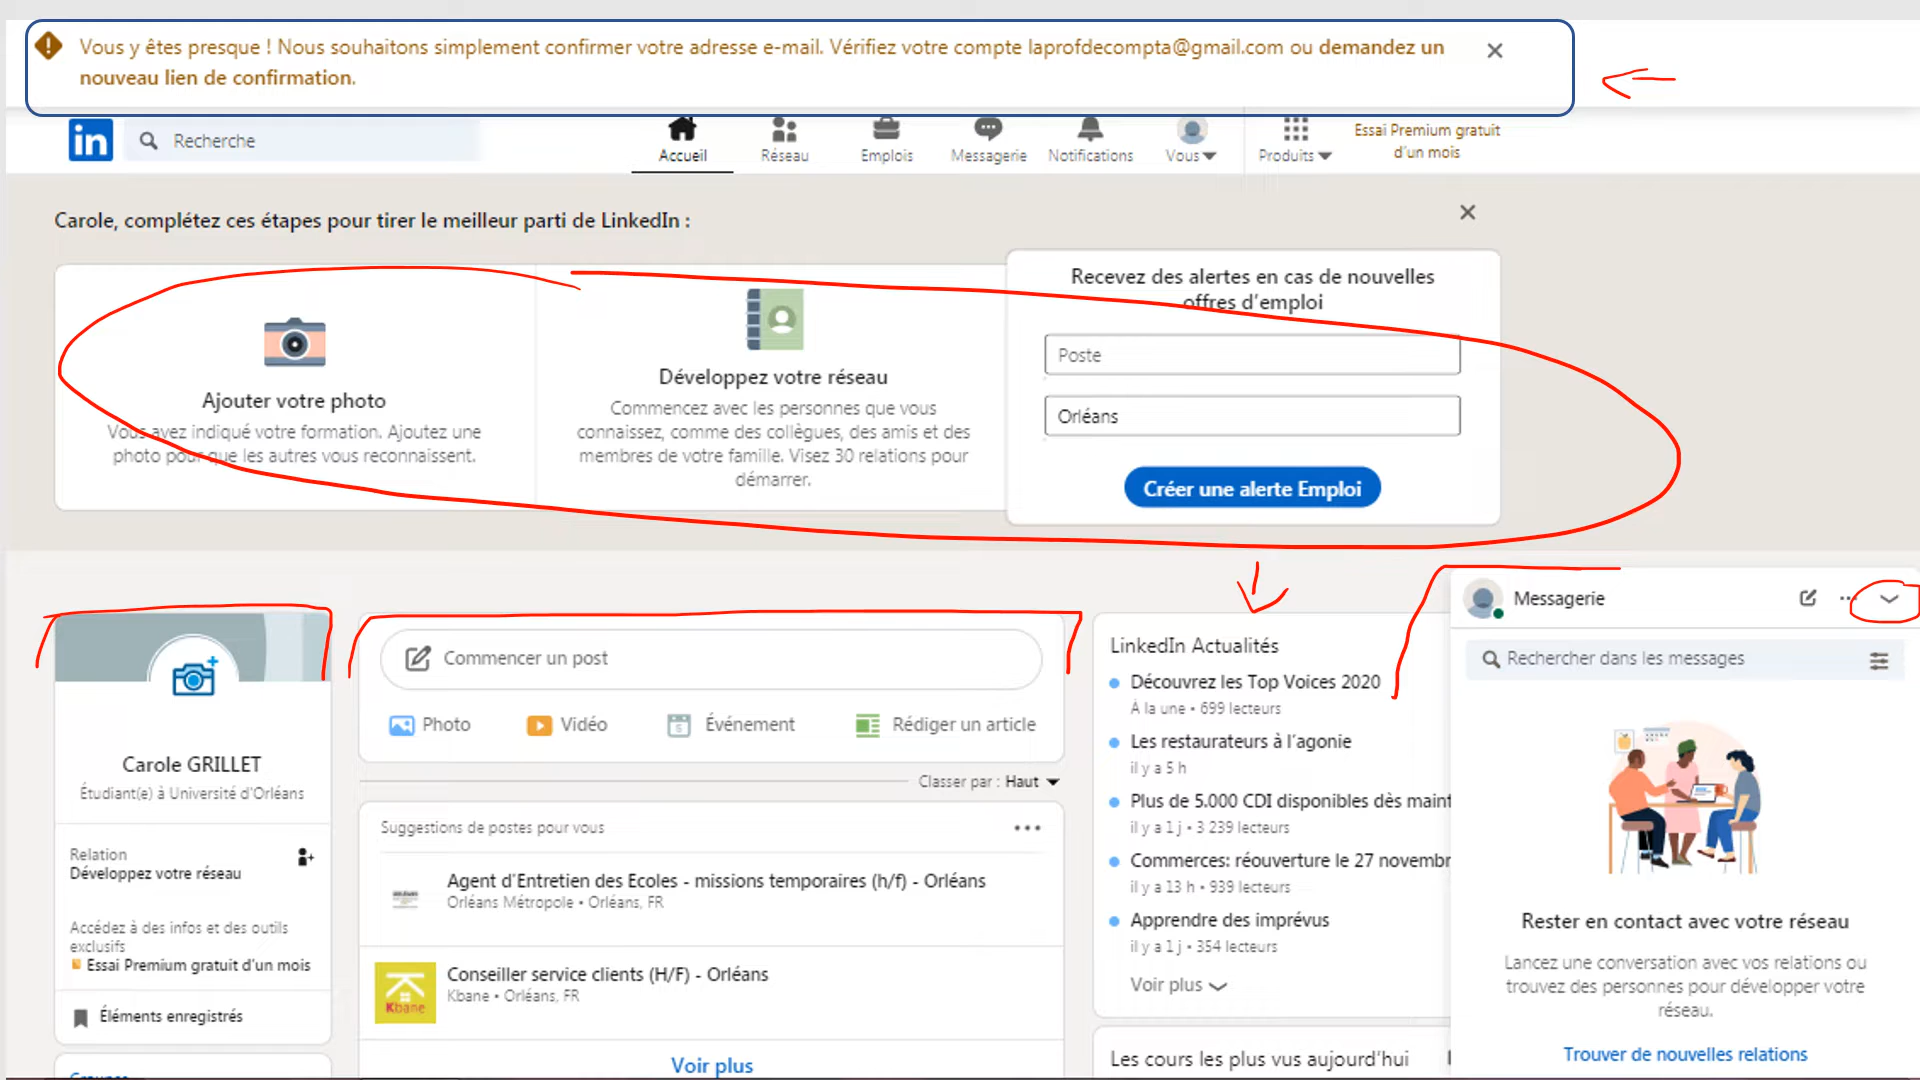 Vous y êtes presque ! Nous souhaitons simplement confirmer votre adresse e-mail. Vérifiez votre compte laprofdecompta@gmail.com ou demandez un
nouveau lien de confirmation.
in
Recherche
Accueil
Réseau
Emplois
Messagerie
Notifications
Vous
Produits
Essai Premium gratuit
d'un mois
Carole, complétez ces étapes pour tirer le meilleur parti de LinkedIn :
Ajouter votre photo
Vous avez indiqué votre formation. Ajoutez une
photo pour que les autres vous reconnaissent.
Développez votre réseau
Commencez avec les personnes que vous
connaissez, comme des collègues, des amis et des
membres de votre famille. Visez 30 relations pour
démarrer.
Recevez des alertes en cas de nouvelles
offres d'emploi
Poste
Orléans
Créer une alerte Emploi
Carole GRILLET
Étudiant(e) à Université d'Orléans
Relation
Développez votre réseau
Accédez à des infos et des outils
exclusifs
Essai Premium gratuit d'un mois
Éléments enregistrés
Commencer un post
Photo
Vidéo
Événement
Rédiger un article
Classer par : Haut
Suggestions de postes pour vous
Agent d'Entretien des Ecoles - missions temporaires (h/f) - Orléans
Orléans Métropole • Orléans, FR
Kbane
Conseiller service clients (H/F) - Orléans
Kbane • Orléans, FR
Voir plus
LinkedIn Actualités
Découvrez les Top Voices 2020
À la une • 699 lecteurs
Les restaurateurs à l'agonie
il y a 5 h
Plus de 5.000 CDI disponibles dès maint
il y a 1 j • 3 239 lecteurs
Commerces: réouverture le 27 novembr
il y a 13 h • 939 lecteurs
Apprendre des imprévus
il y a 1 j • 354 lecteurs
Voir plus
Les cours les plus vus aujourd'hui
Messagerie
Rechercher dans les messages
Rester en contact avec votre réseau
Lancez une conversation avec vos relations ou
trouvez des personnes pour développer votre
réseau.
Trouver de nouvelles relations